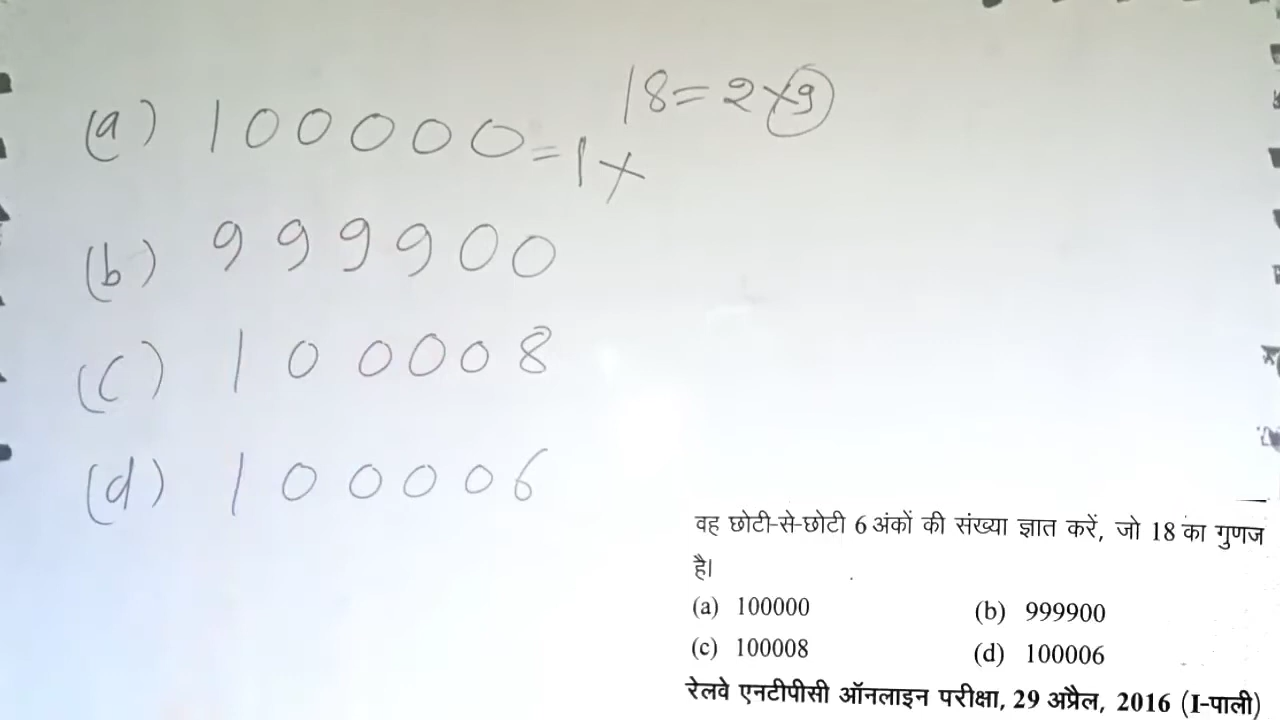 18=2×9
(a) 100000=1×
(b) 999900
(c) 100008
(d) 100006
वह छोटी-से-छोटी 6 अंकों की संख्या ज्ञात करें, जो 18 का गुणज
है।
(a) 100000 (b) 999900
(c) 100008 (d) 100006
रेलवे एनटीपीसी ऑनलाइन परीक्षा, 29 अप्रैल, 2016 (I-पाली)